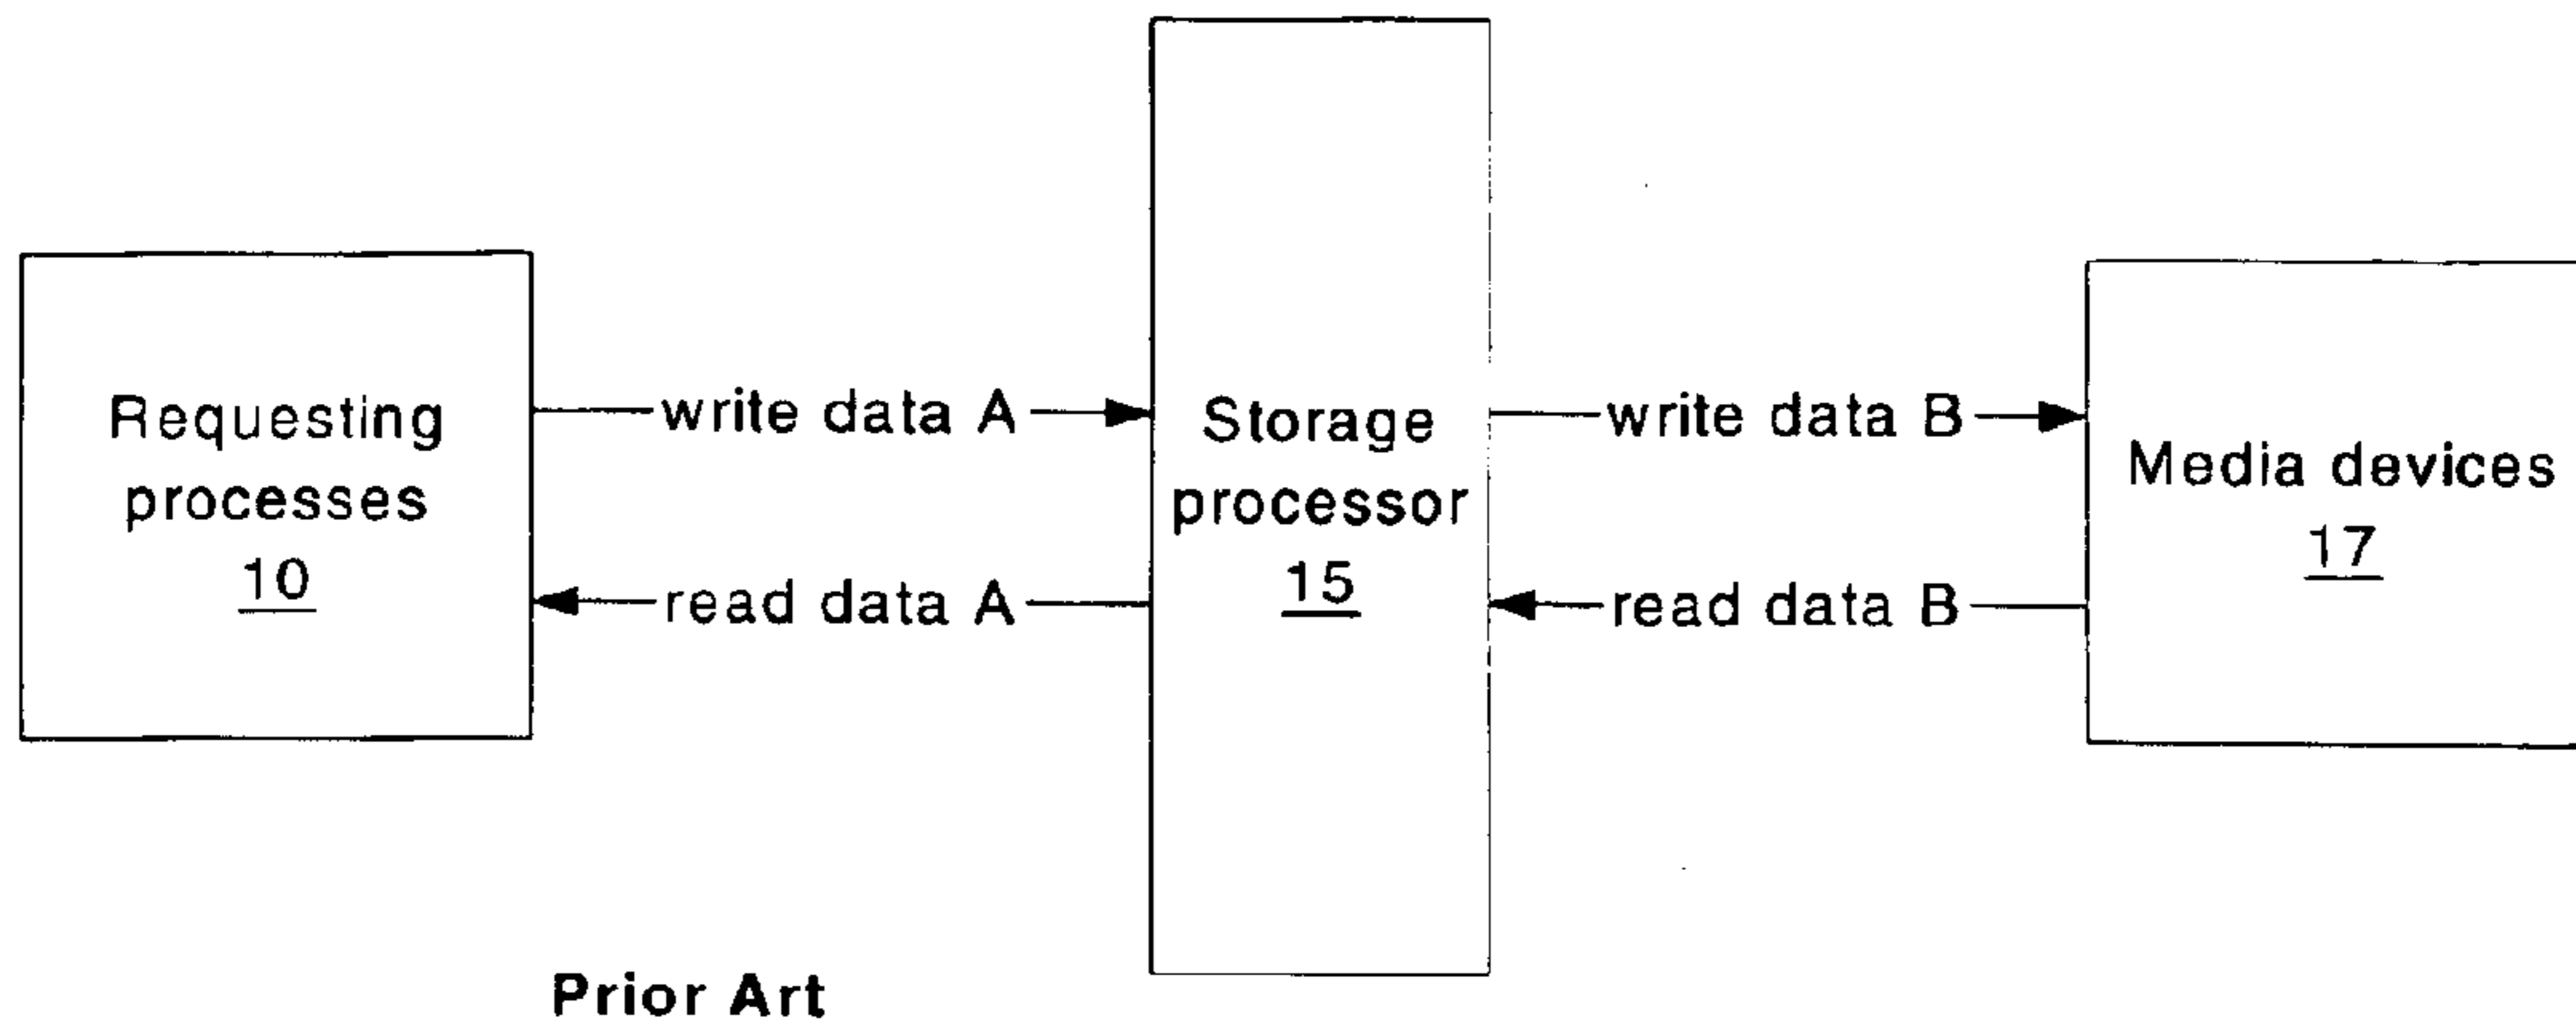 Requesting
processes
10
write data A
read data A
Storage
processor
15
write data B
read data B
Media devices
17
Prior Art